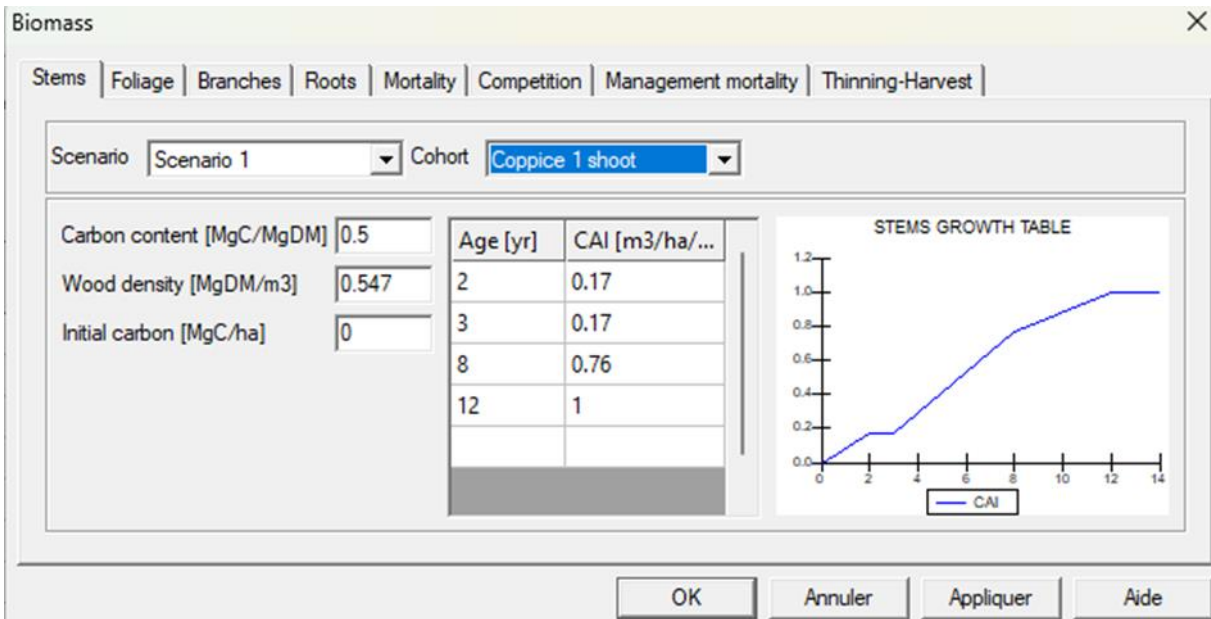 Biomass
Stems Foliage Branches Roots Mortality Competition Management mortality Thinning-Harvest
Scenario Scenario 1 Cohort Coppice 1 shoot
Carbon content [MgC/MgDM] 0.5
Wood density [MgDM/m3] 0.547
Initial carbon [MgC/ha] 0
Age [yr] CAI [m3/ha/...
2 0.17
3 0.17
8 0.76
12 1
STEMS GROWTH TABLE
1.2
1.0
0.8
0.6
0.4
0.2
0.0
0 2 4 6 8 10 12 14
CAI
OK Annuler Appliquer Aide